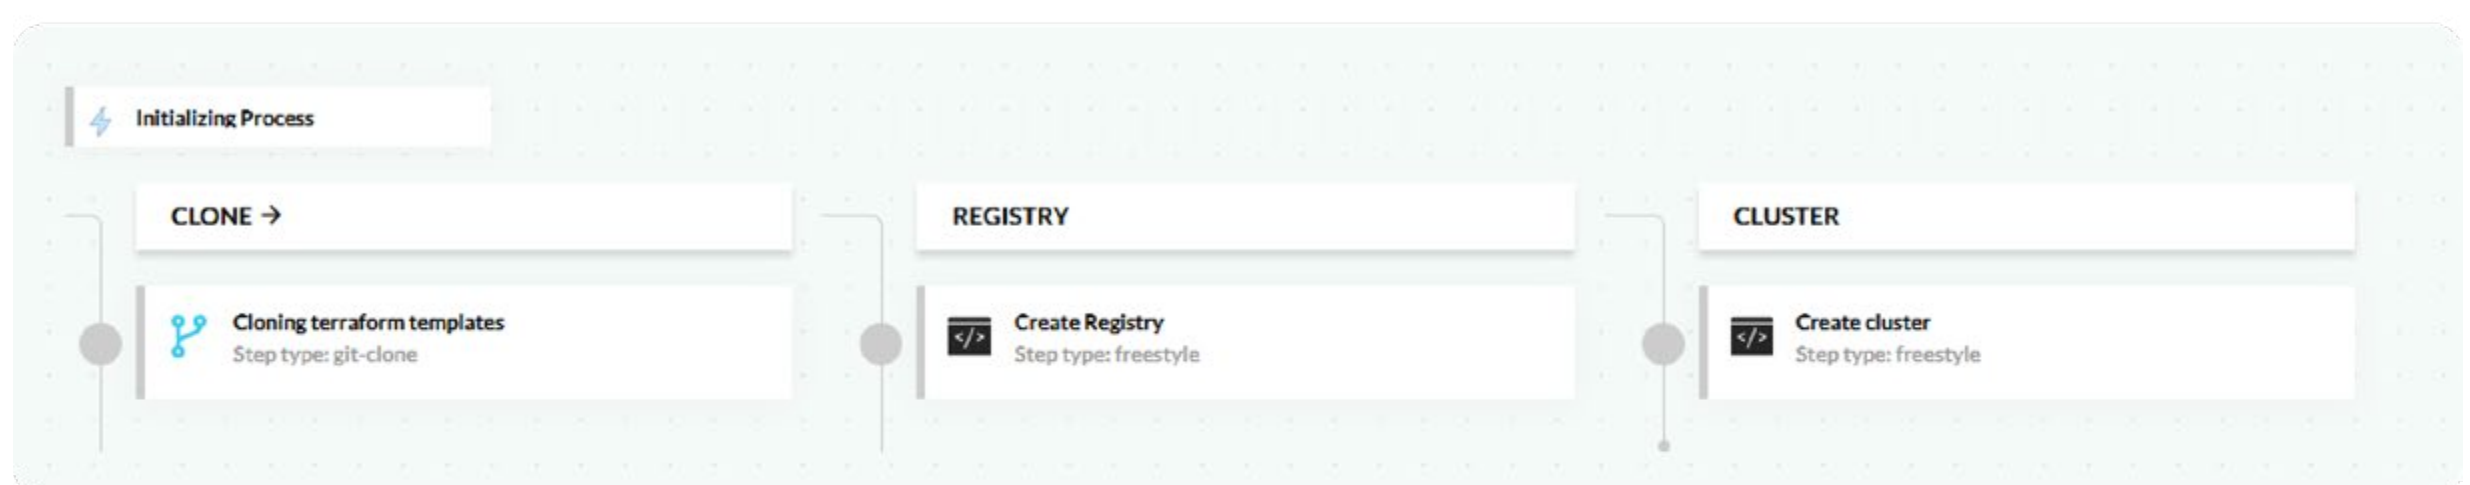 Initializing Process
CLONE →
REGISTRY
CLUSTER
Cloning terraform templates
Step type: git-clone
</> Create Registry
Step type: freestyle
</> Create cluster
Step type: freestyle